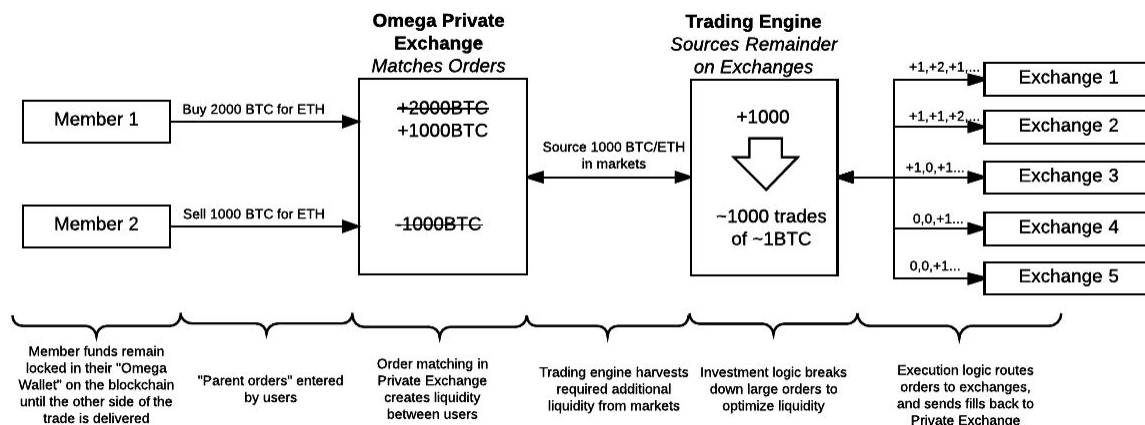 Omega Private
Exchange
Matches Orders
Trading Engine
Sources Remainder
on Exchanges
Member 1
Buy 2000 BTC for ETH
+2000BTC
+1000BTC
Member 2
Sell 1000 BTC for ETH
-1000BTC
Source 1000 BTC/ETH
in markets
+1000
~1000 trades
of ~1BTC
+1,+2,+1,...
Exchange 1
+1,+1,+2,...
Exchange 2
+1,0,+1...
Exchange 3
0,0,+1...
Exchange 4
0,0,+1...
Exchange 5
Member funds remain
locked in their "Omega
Wallet" on the blockchain
until the other side of the
trade is delivered
"Parent orders" entered
by users
Order matching in
Private Exchange
creates liquidity
between users
Trading engine harvests
required additional
liquidity from markets
Investment logic breaks
down large orders to
optimize liquidity
Execution logic routes
orders to exchanges,
and sends fills back to
Private Exchange